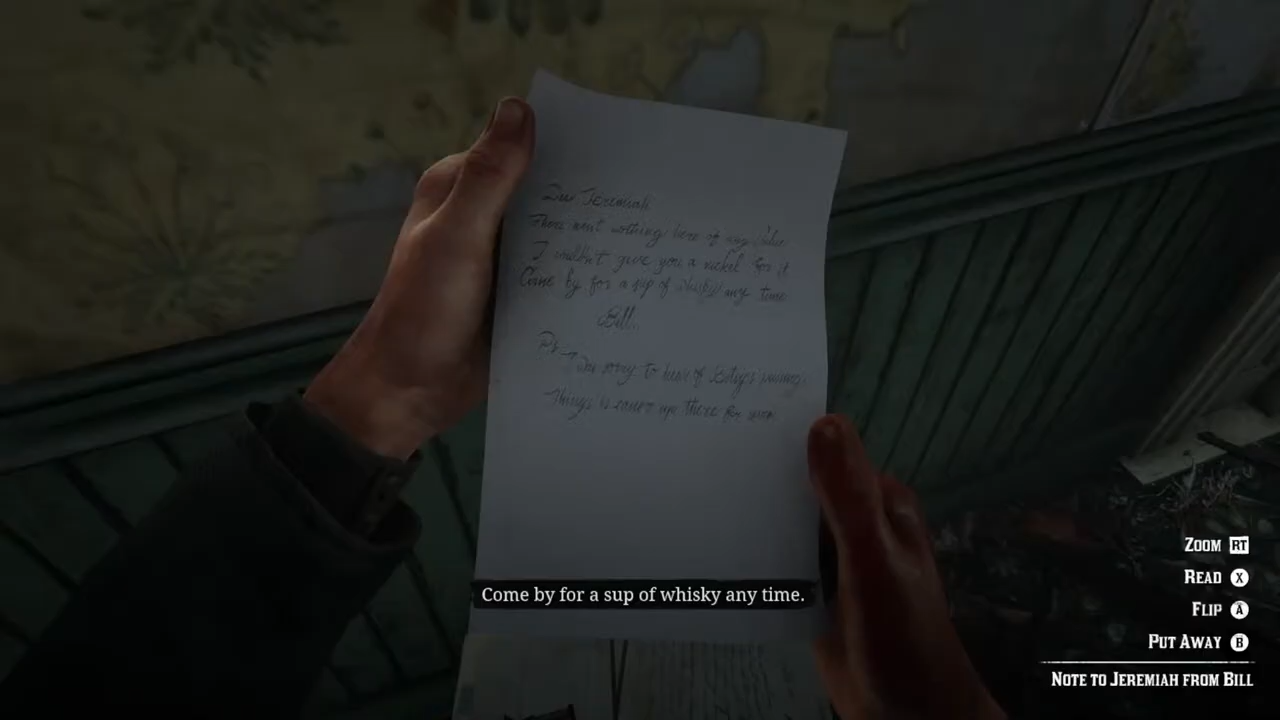 Dear Jeremiah
There aint nothing here of any value
I wouldn't give you a nickel for it
Come by for a sup of whisky any time
Bill.
P.s
I'm sorry to hear of Betsy's passing.
Things is easier up there for sure
Come by for a sup of whisky any time.
ZOOM RT
READ X
FLIP A
PUT AWAY B
NOTE TO JEREMIAH FROM BILL